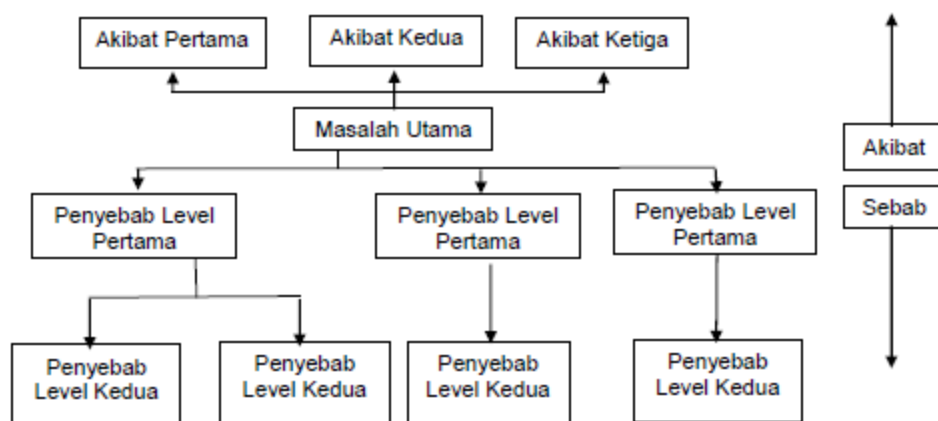 Akibat Pertama
Akibat Kedua
Akibat Ketiga
Masalah Utama
Akibat
Sebab
Penyebab Level
Pertama
Penyebab Level
Pertama
Penyebab Level
Pertama
Penyebab
Level Kedua
Penyebab
Level Kedua
Penyebab
Level Kedua
Penyebab
Level Kedua